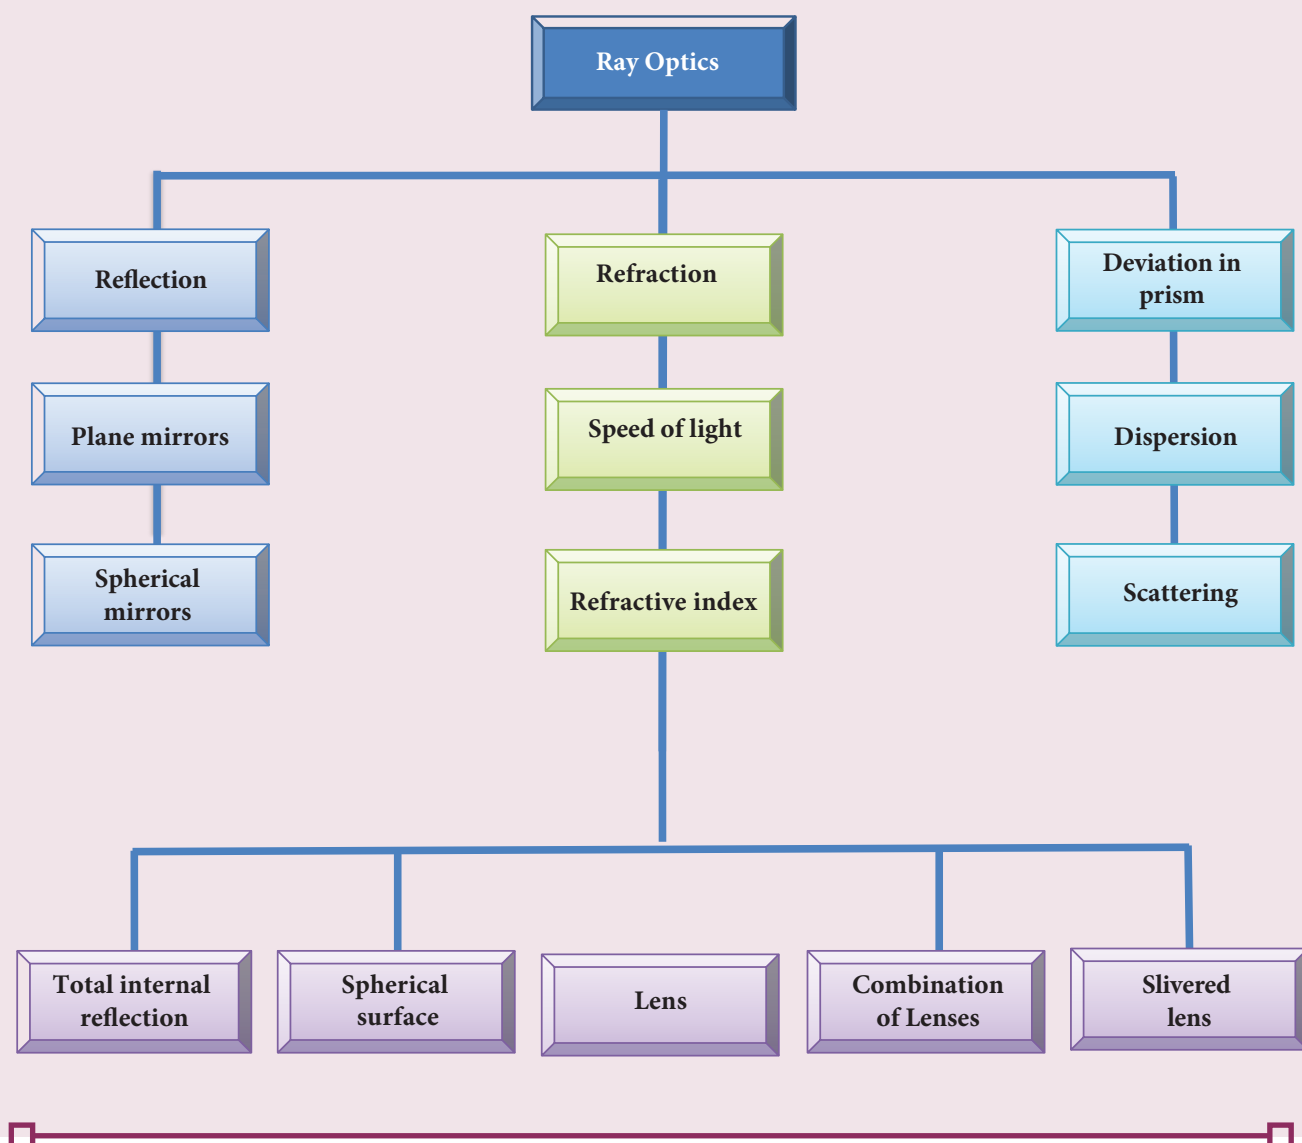 Ray Optics
Reflection
Refraction
Deviation in
prism
Plane mirrors
Speed of light
Dispersion
Spherical
mirrors
Refractive index
Scattering
Total internal
reflection
Spherical
surface
Lens
Combination
of Lenses
Slivered
lens